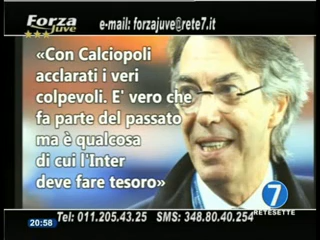 Forza
Juve
e-mail: forzajuve@rete7.it
«Con Calciopoli
acclarati i veri
colpevoli. E' vero che
fa parte del passato
ma è qualcosa
di cui l'Inter
deve fare tesoro»
7
RETESETTE
20:58
Tel: 011.205.43.25 SMS: 348.80.40.254